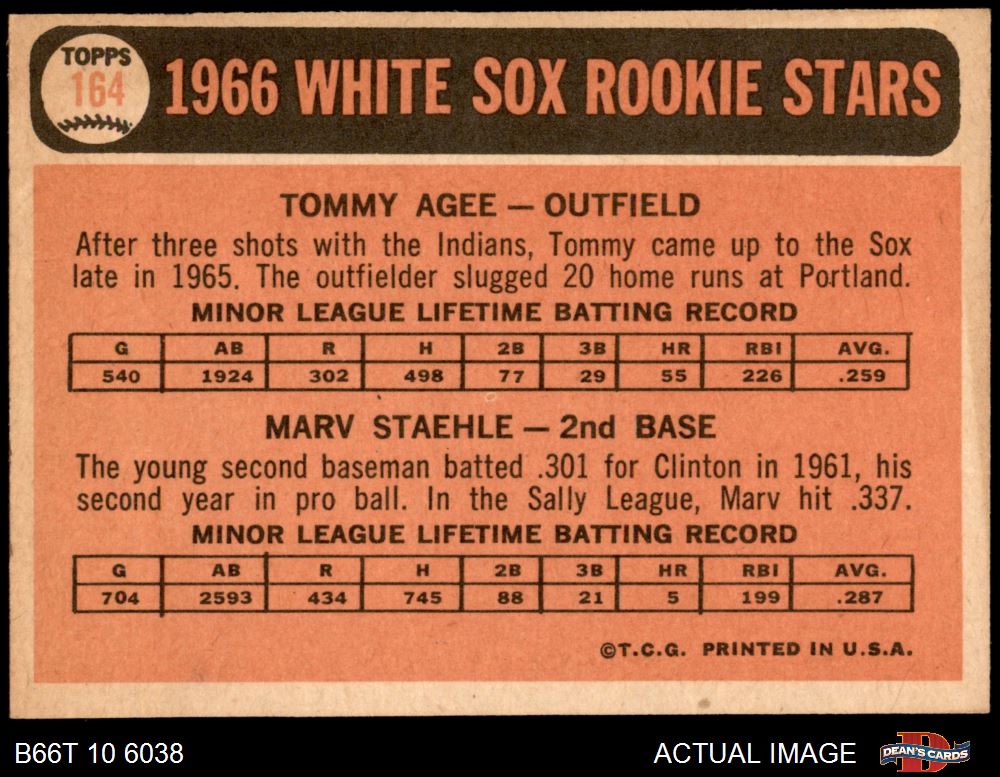 TOPPS
164
1966 WHITE SOX ROOKIE STARS
TOMMY AGEE — OUTFIELD
After three shots with the Indians, Tommy came up to the Sox
late in 1965. The outfielder slugged 20 home runs at Portland.
MINOR LEAGUE LIFETIME BATTING RECORD
G AB R H 2B 3B HR RBI AVG.
540 1924 302 498 77 29 55 226 .259
MARV STAEHLE — 2nd BASE
The young second baseman batted .301 for Clinton in 1961, his
second year in pro ball. In the Sally League, Marv hit .337.
MINOR LEAGUE LIFETIME BATTING RECORD
G AB R H 2B 3B HR RBI AVG.
704 2593 434 745 88 21 5 199 .287
©T.C.G. PRINTED IN U.S.A.
B66T 10 6038 ACTUAL IMAGE DEAN'S CARDS